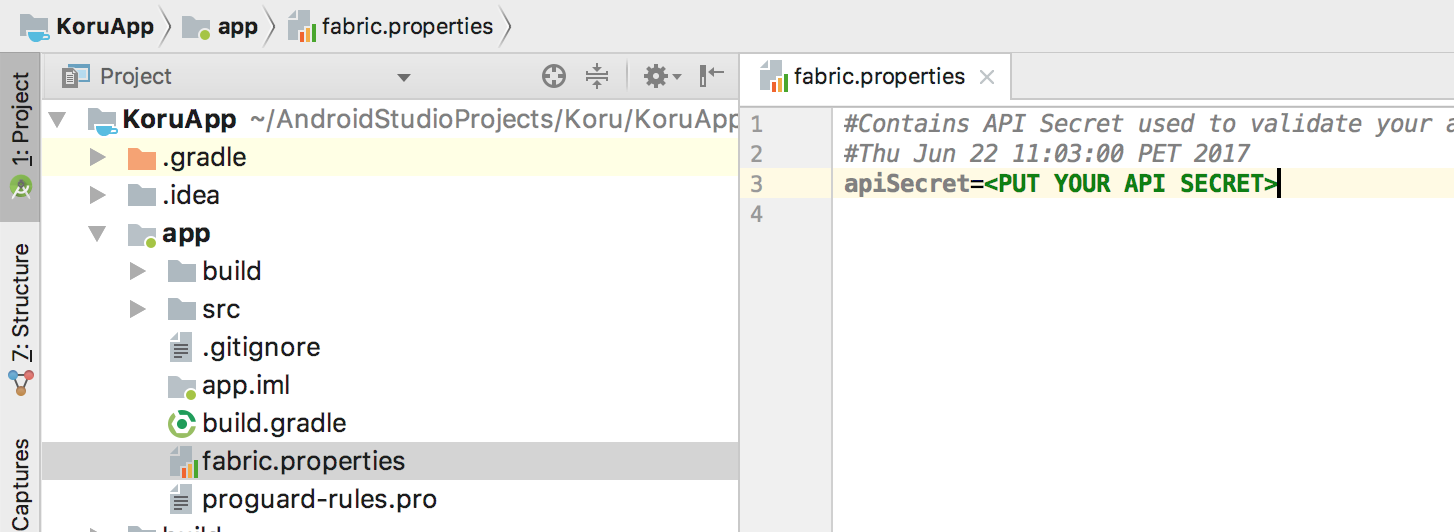 KoruApp app fabric.properties
1: Project
7: Structure
Captures
Project
KoruApp ~/AndroidStudioProjects/Koru/KoruApp
.gradle
.idea
app
build
src
.gitignore
app.iml
build.gradle
fabric.properties
proguard-rules.pro
fabric.properties
1 #Contains API Secret used to validate your a
2 #Thu Jun 22 11:03:00 PET 2017
3 apiSecret=<PUT YOUR API SECRET>
4